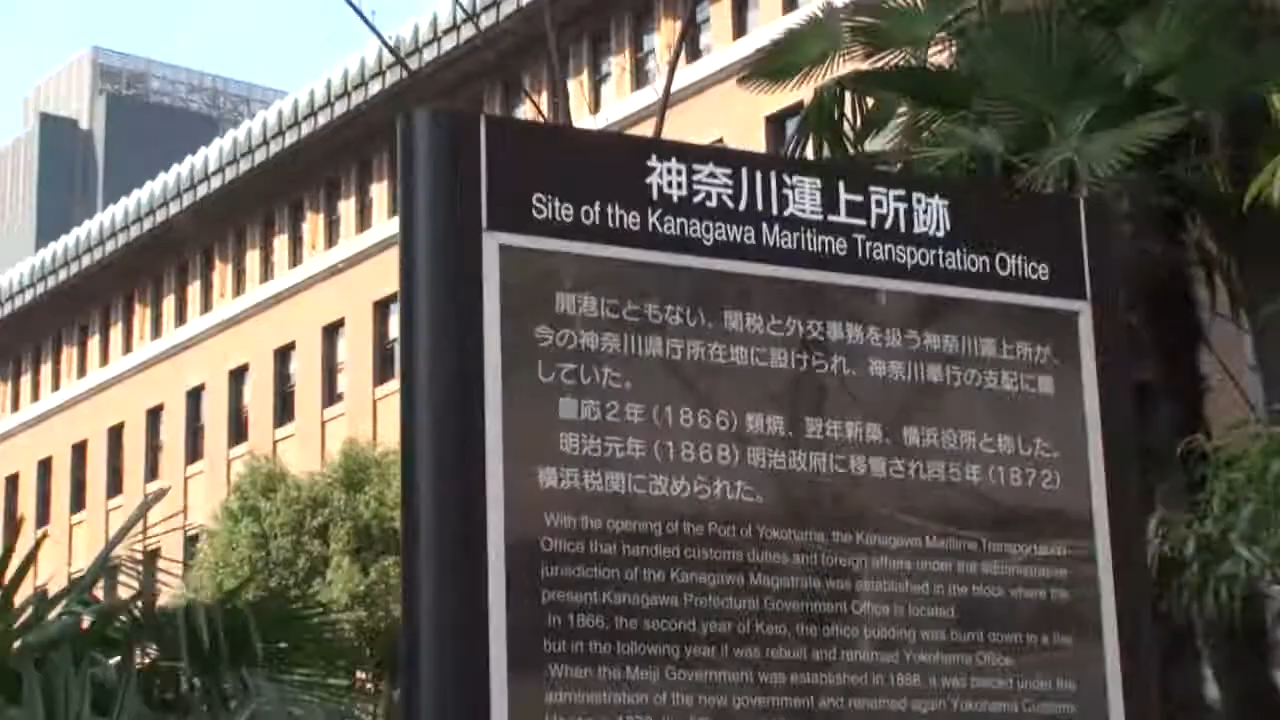 神奈川運上所跡
Site of the Kanagawa Maritime Transportation Office
開港にともない、関税と外交事務を扱う神奈川運上所が、
今の神奈川県庁所在地に設けられ、神奈川奉行の支配に属
していた。
慶応2年(1866)類焼、翌年新築、横浜役所と称した。
明治元年(1868)明治政府に移管され同5年(1872)
横浜税関に改められた。
With the opening of the Port of Yokohama, the Kanagawa Maritime Transportation
Office that handled customs duties and foreign affairs under the administrative
jurisdiction of the Kanagawa Magistrate was established in the block where the
present Kanagawa Prefectural Government Office is located.
In 1866, the second year of Keio, the office building was burnt down in a fire
but in the following year it was rebuilt and renamed Yokohama Office.
When the Meiji Government was established in 1868, it was placed under the
administration of the new government and renamed again Yokohama Customs